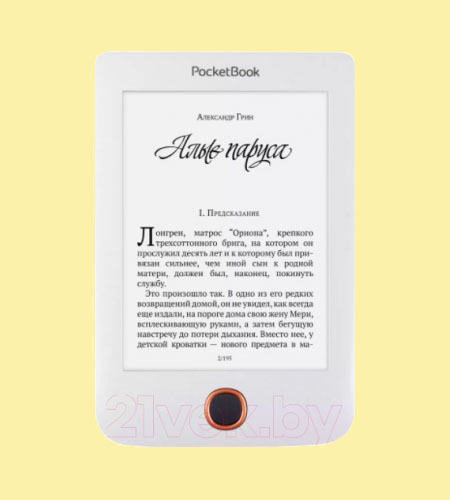 PocketBook
Александр Грин
Алые паруса
I. Предсказание
Лонгрен, матрос "Ориона", крепкого
трехсоттонного брига, на котором он
прослужил десять лет и к которому был при-
вязан сильнее, чем иной сын к родной
матери, должен был, наконец, покинуть
службу.
Это произошло так. В одно из его редких
возвращений домой, он не увидел, как всегда
еще издали, на пороге дома свою жену Мери,
всплескивающую руками, а затем бегущую
навстречу до потери дыхания. Вместо нее, у
детской кроватки — нового предмета в ма-
2/195
21vek.by